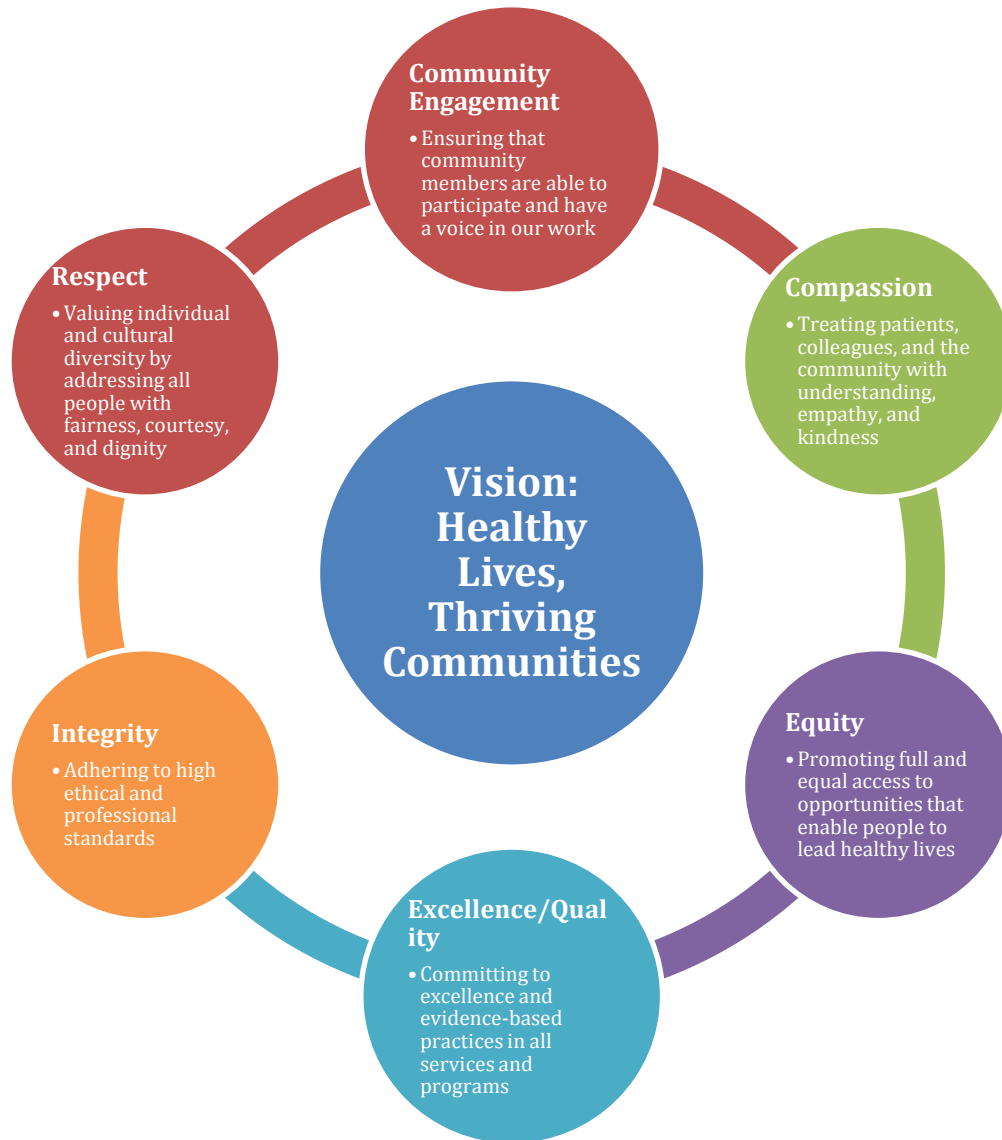 Community
Engagement
• Ensuring that
community
members are able to
participate and have
a voice in our work
Compassion
• Treating patients,
colleagues, and the
community with
understanding,
empathy, and
kindness
Equity
• Promoting full and
equal access to
opportunities that
enable people to
lead healthy lives
Excellence/Qual
ity
• Committing to
excellence and
evidence-based
practices in all
services and
programs
Integrity
• Adhering to high
ethical and
professional
standards
Respect
• Valuing individual
and cultural
diversity by
addressing all
people with
fairness, courtesy,
and dignity
Vision:
Healthy
Lives,
Thriving
Communities